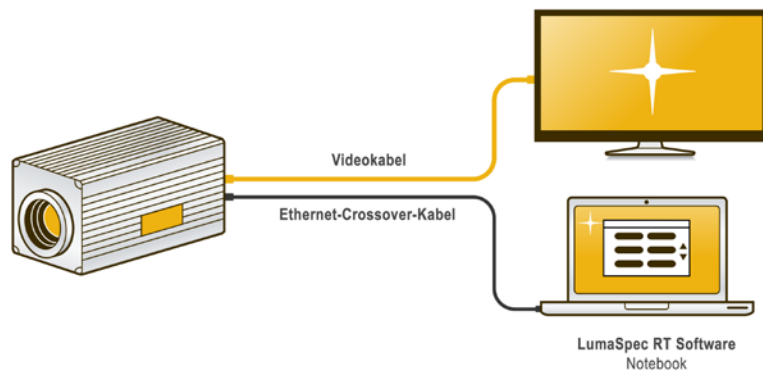 Videokabel
Ethernet-Crossover-Kabel
LumaSpec RT Software
Notebook